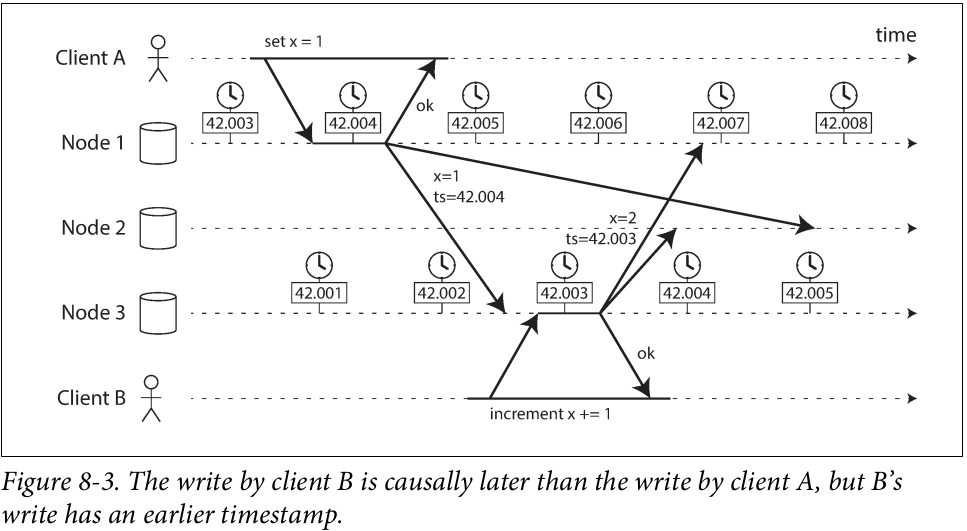 time
Client A
set x = 1
ok
42.003
42.004
42.005
42.006
42.007
42.008
Node 1
x=1
ts=42.004
Node 2
x=2
ts=42.003
42.001
42.002
42.003
42.004
42.005
Node 3
ok
Client B
increment x += 1
Figure 8-3. The write by client B is causally later than the write by client A, but B’s
write has an earlier timestamp.